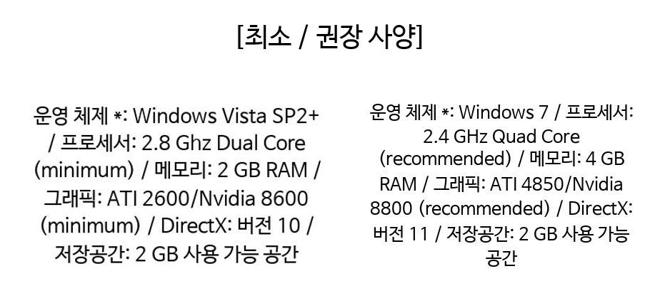 [최소 / 권장 사양]
운영 체제 *: Windows Vista SP2+
/ 프로세서: 2.8 Ghz Dual Core
(minimum) / 메모리: 2 GB RAM /
그래픽: ATI 2600/Nvidia 8600
(minimum) / DirectX: 버전 10 /
저장공간: 2 GB 사용 가능 공간
운영 체제 *: Windows 7 / 프로세서:
2.4 GHz Quad Core
(recommended) / 메모리: 4 GB
RAM / 그래픽: ATI 4850/Nvidia
8800 (recommended) / DirectX:
버전 11 / 저장공간: 2 GB 사용 가능
공간